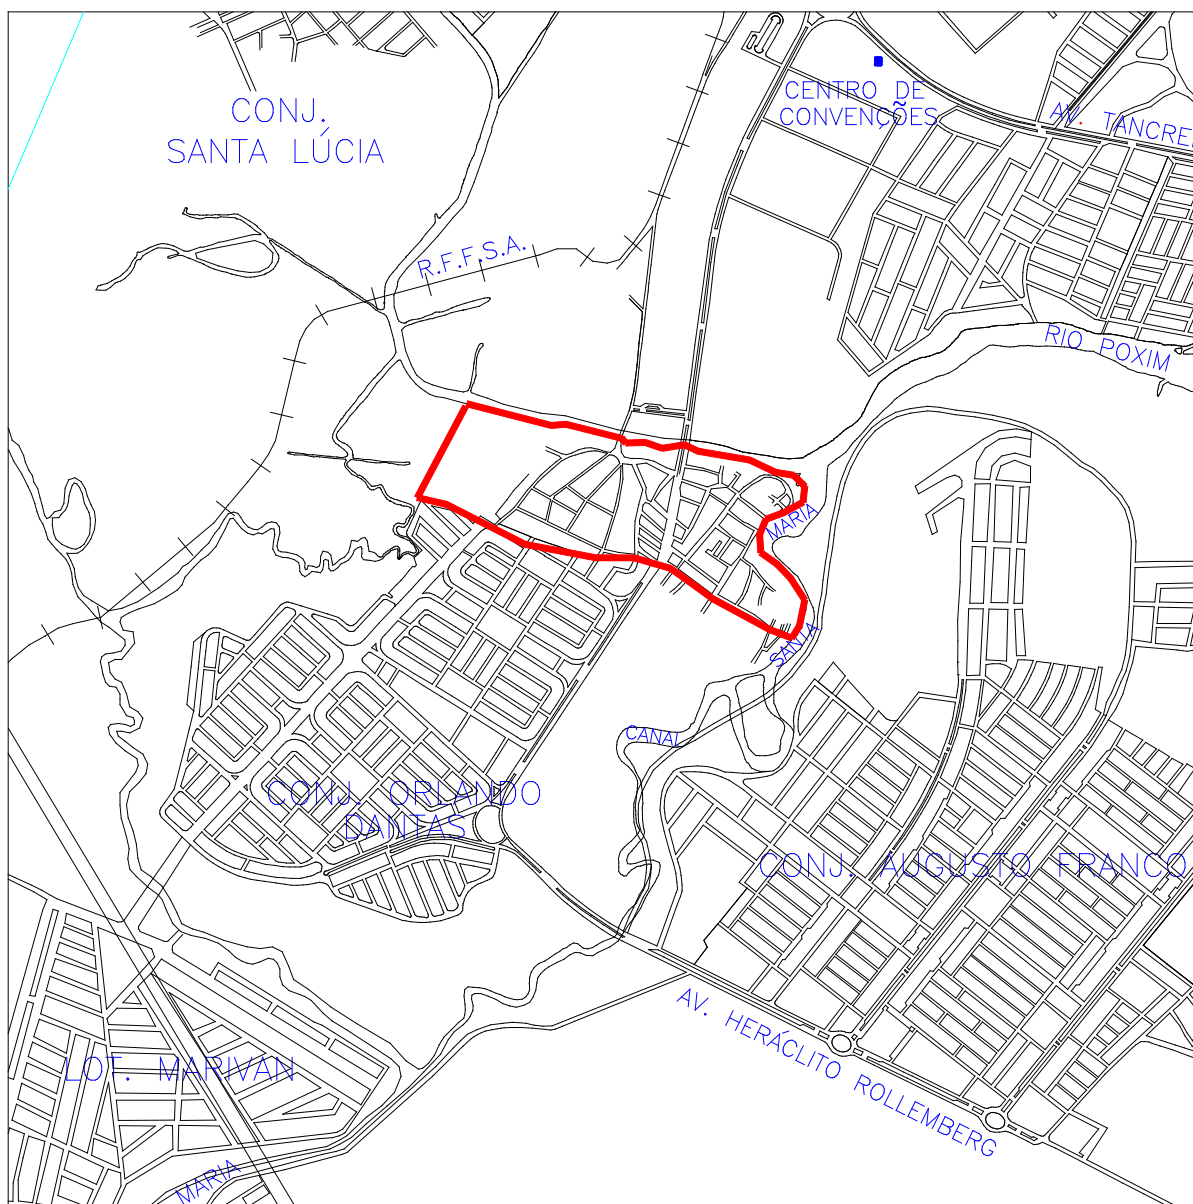 CONJ.
SANTA LÚCIA
CENTRO DE
CONVENÇÕES
AV. TANCRE
R.F.F.S.A.
RIO POXIM
MARIA
SANTA
CANAL
CONJ. ORLANDO
DANTAS
CONJ. AUGUSTO FRANCO
AV. HERÁCLITO ROLLEMBERG
LOT. MARIVAN
MARIA